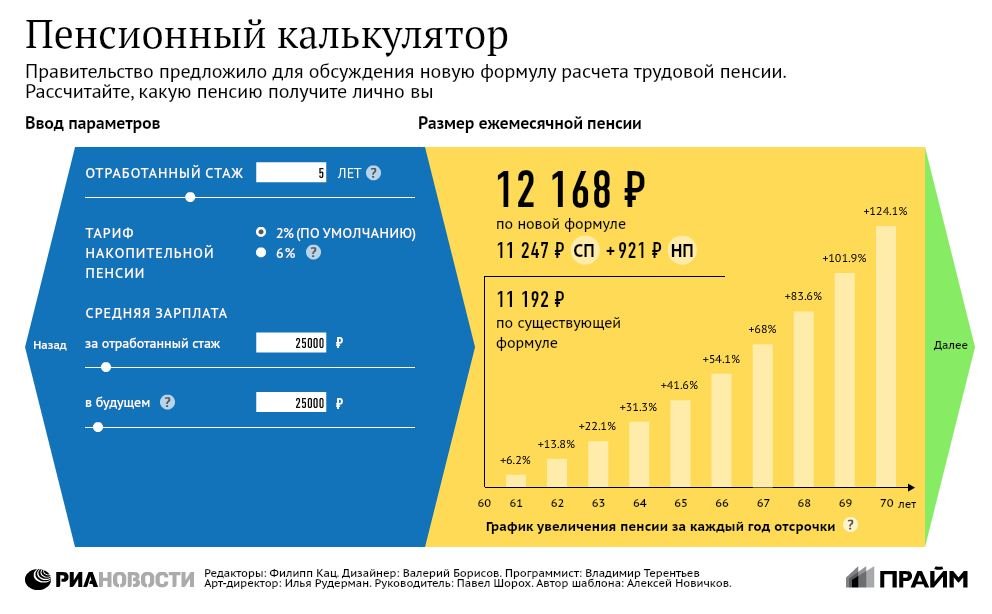 Пенсионный калькулятор
Правительство предложило для обсуждения новую формулу расчета трудовой пенсии.
Рассчитайте, какую пенсию получите лично вы
Ввод параметров
Размер ежемесячной пенсии
ОТРАБОТАННЫЙ СТАЖ 5 ЛЕТ ?
ТАРИФ
НАКОПИТЕЛЬНОЙ
ПЕНСИИ
2% (ПО УМОЛЧАНИЮ)
6% ?
СРЕДНЯЯ ЗАРПЛАТА
за отработанный стаж 25000 ₽
в будущем ? 25000 ₽
Назад
12 168 ₽
по новой формуле
11 247 ₽ СП +921 ₽ НП
11 192 ₽
по существующей
формуле
+6.2%
+13.8%
+22.1%
+31.3%
+41.6%
+54.1%
+68%
+83.6%
+101.9%
+124.1%
60 61 62 63 64 65 66 67 68 69 70 лет
График увеличения пенсии за каждый год отсрочки ?
Далее
РИАНОВОСТИ
Редакторы: Филипп Кац. Дизайнер: Валерий Борисов. Программист: Владимир Терентьев
Арт-директор: Илья Рудерман. Руководитель: Павел Шорох. Автор шаблона: Алексей Новичков.
ПРАЙМ